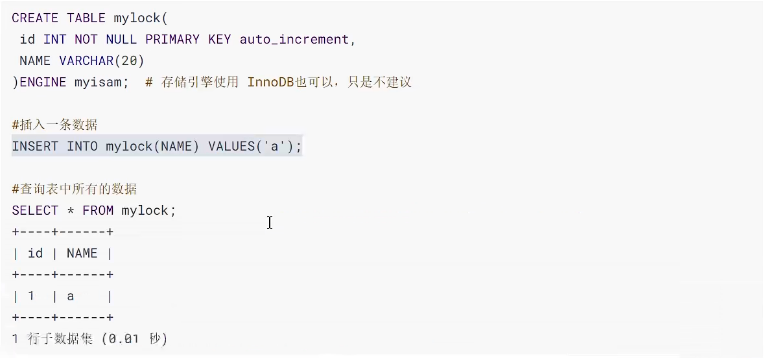 CREATE TABLE mylock(
id INT NOT NULL PRIMARY KEY auto_increment,
NAME VARCHAR(20)
)ENGINE myisam; # 存储引擎使用 InnoDB也可以，只是不建议
#插入一条数据
INSERT INTO mylock(NAME) VALUES('a');
#查询表中所有的数据
SELECT * FROM mylock;
+----+------+
| id | NAME |
+----+------+
| 1 | a |
+----+------+
1 行于数据集 (0.01 秒)